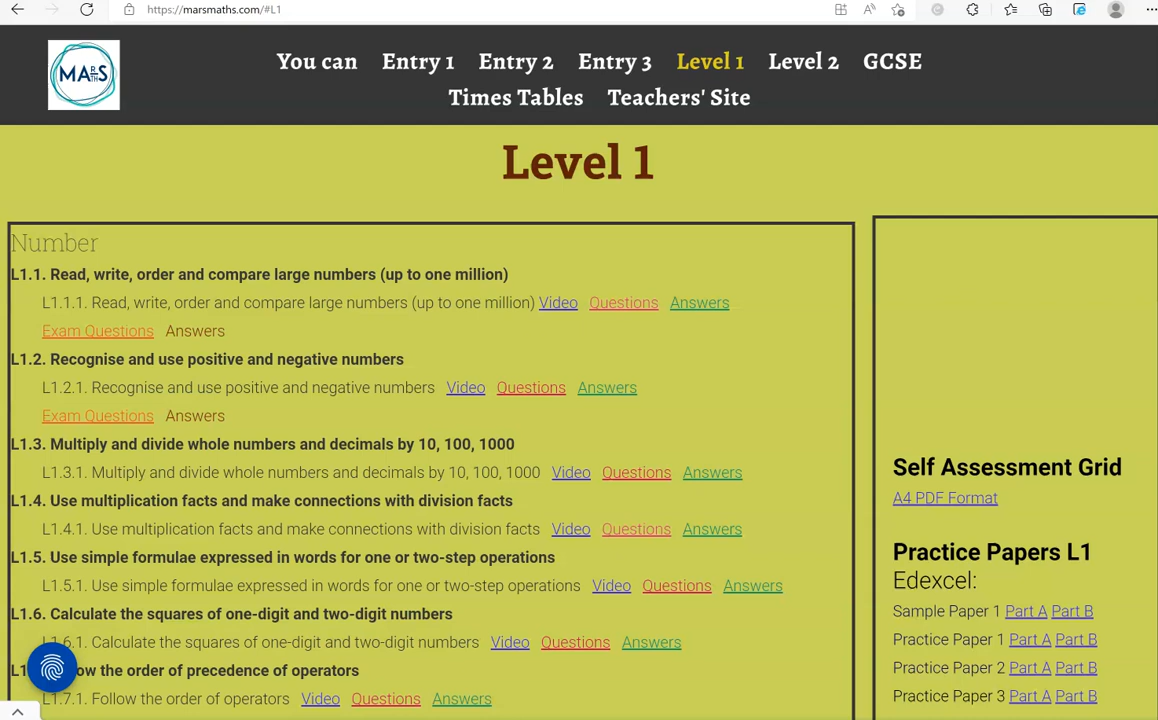 https://marsmaths.com/#L1
MARS
MATH
You can Entry 1 Entry 2 Entry 3 Level 1 Level 2 GCSE
Times Tables Teachers' Site
Level 1
Number
L1.1. Read, write, order and compare large numbers (up to one million)
L1.1.1. Read, write, order and compare large numbers (up to one million) Video Questions Answers
Exam Questions Answers
L1.2. Recognise and use positive and negative numbers
L1.2.1. Recognise and use positive and negative numbers Video Questions Answers
Exam Questions Answers
L1.3. Multiply and divide whole numbers and decimals by 10, 100, 1000
L1.3.1. Multiply and divide whole numbers and decimals by 10, 100, 1000 Video Questions Answers
L1.4. Use multiplication facts and make connections with division facts
L1.4.1. Use multiplication facts and make connections with division facts Video Questions Answers
L1.5. Use simple formulae expressed in words for one or two-step operations
L1.5.1. Use simple formulae expressed in words for one or two-step operations Video Questions Answers
L1.6. Calculate the squares of one-digit and two-digit numbers
L1.6.1. Calculate the squares of one-digit and two-digit numbers Video Questions Answers
L1 ow the order of precedence of operators
L1.7.1. Follow the order of operators Video Questions Answers
Self Assessment Grid
A4 PDF Format
Practice Papers L1
Edexcel:
Sample Paper 1 Part A Part B
Practice Paper 1 Part A Part B
Practice Paper 2 Part A Part B
Practice Paper 3 Part A Part B